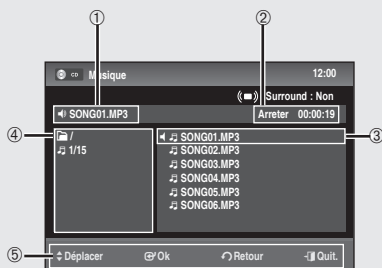 ① ②
CD Musique 12:00
Surround : Non
SONG01.MP3 Arreter 00:00:19
③
④ / SONG01.MP3
1/15 SONG02.MP3
SONG03.MP3
SONG04.MP3
SONG05.MP3
SONG06.MP3
⑤ Déplacer Ok Retour Quit.